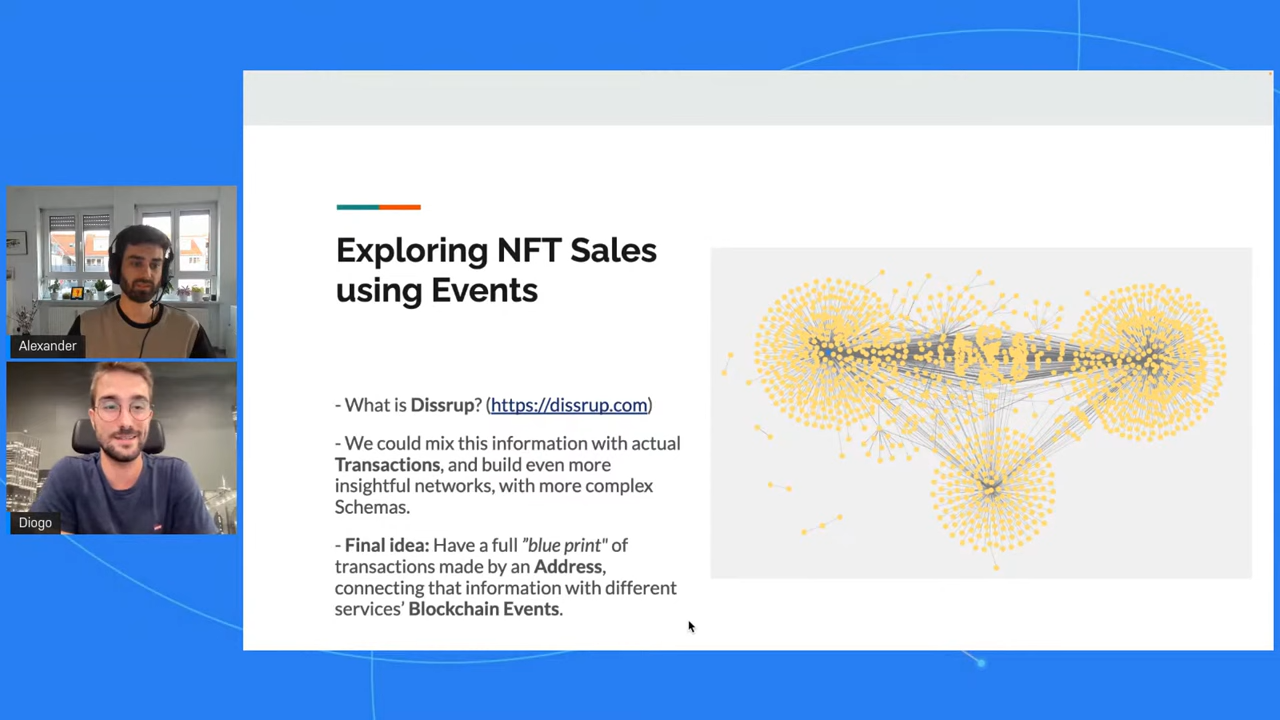 Exploring NFT Sales
using Events
- What is Dissrup? (https://dissrup.com)
- We could mix this information with actual
Transactions, and build even more
insightful networks, with more complex
Schemas.
- Final idea: Have a full ”blue print" of
transactions made by an Address,
connecting that information with different
services’ Blockchain Events.
Alexander
Diogo